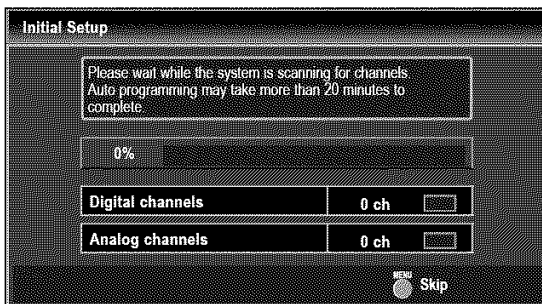 Initial Setup
Please wait while the system is scanning for channels.
Auto programming may take more than 20 minutes to
complete.
0%
Digital channels 0 ch
Analog channels 0 ch
MENU
Skip